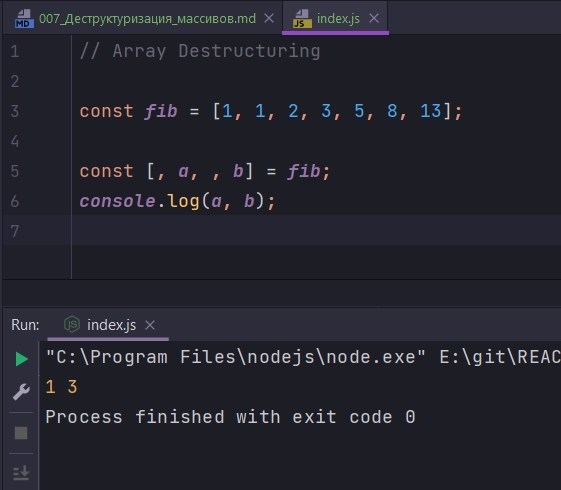 MD 007_Деструктуризация_массивов.md JS index.js
1 // Array Destructuring
2
3 const fib = [1, 1, 2, 3, 5, 8, 13];
4
5 const [, a, , b] = fib;
6 console.log(a, b);
7
Run: JS index.js
"C:\Program Files\nodejs\node.exe" E:\git\REAC
1 3
Process finished with exit code 0